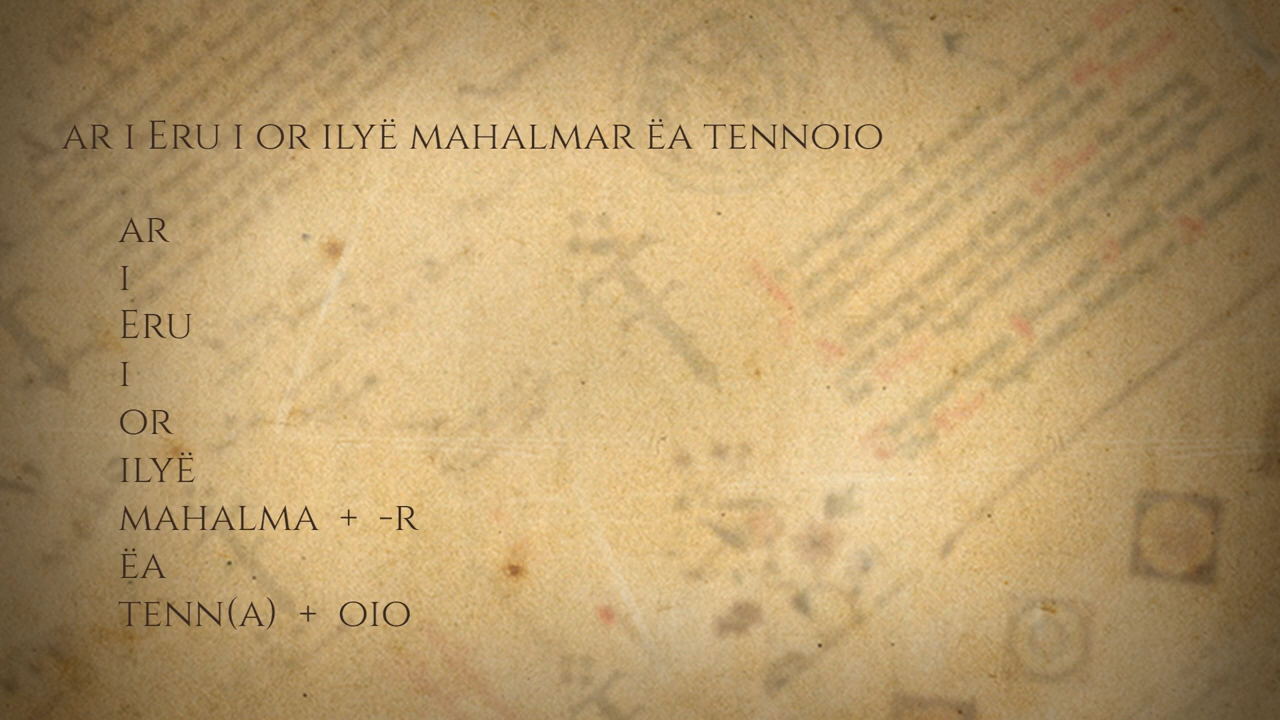 ar i Eru i or ilyë mahalmar ëa tennoio
ar
i
Eru
i
or
ilyë
mahalma + -r
ëa
tenn(a) + oio